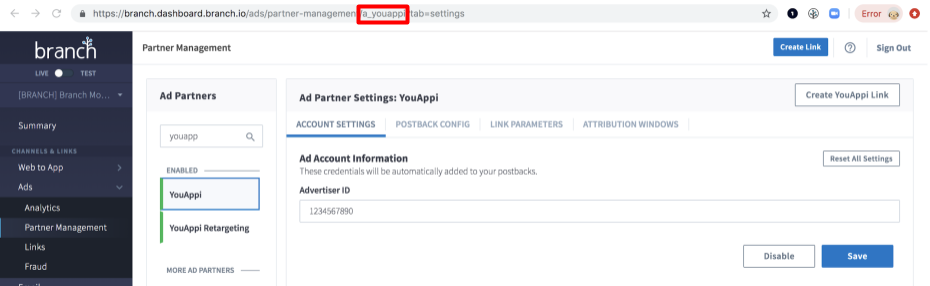 https://branch.dashboard.branch.io/ads/partner-management/a_youappi?tab=settings
Error
branch
LIVE TEST
[BRANCH] Branch Mo...
Summary
CHANNELS & LINKS
Web to App
Ads
Analytics
Partner Management
Links
Fraud
Partner Management
Create Link
Sign Out
Ad Partners
youapp
ENABLED
YouAppi
YouAppi Retargeting
MORE AD PARTNERS
Ad Partner Settings: YouAppi
Create YouAppi Link
ACCOUNT SETTINGS POSTBACK CONFIG LINK PARAMETERS ATTRIBUTION WINDOWS
Ad Account Information
Reset All Settings
These credentials will be automatically added to your postbacks.
Advertiser ID
1234567890
Disable
Save